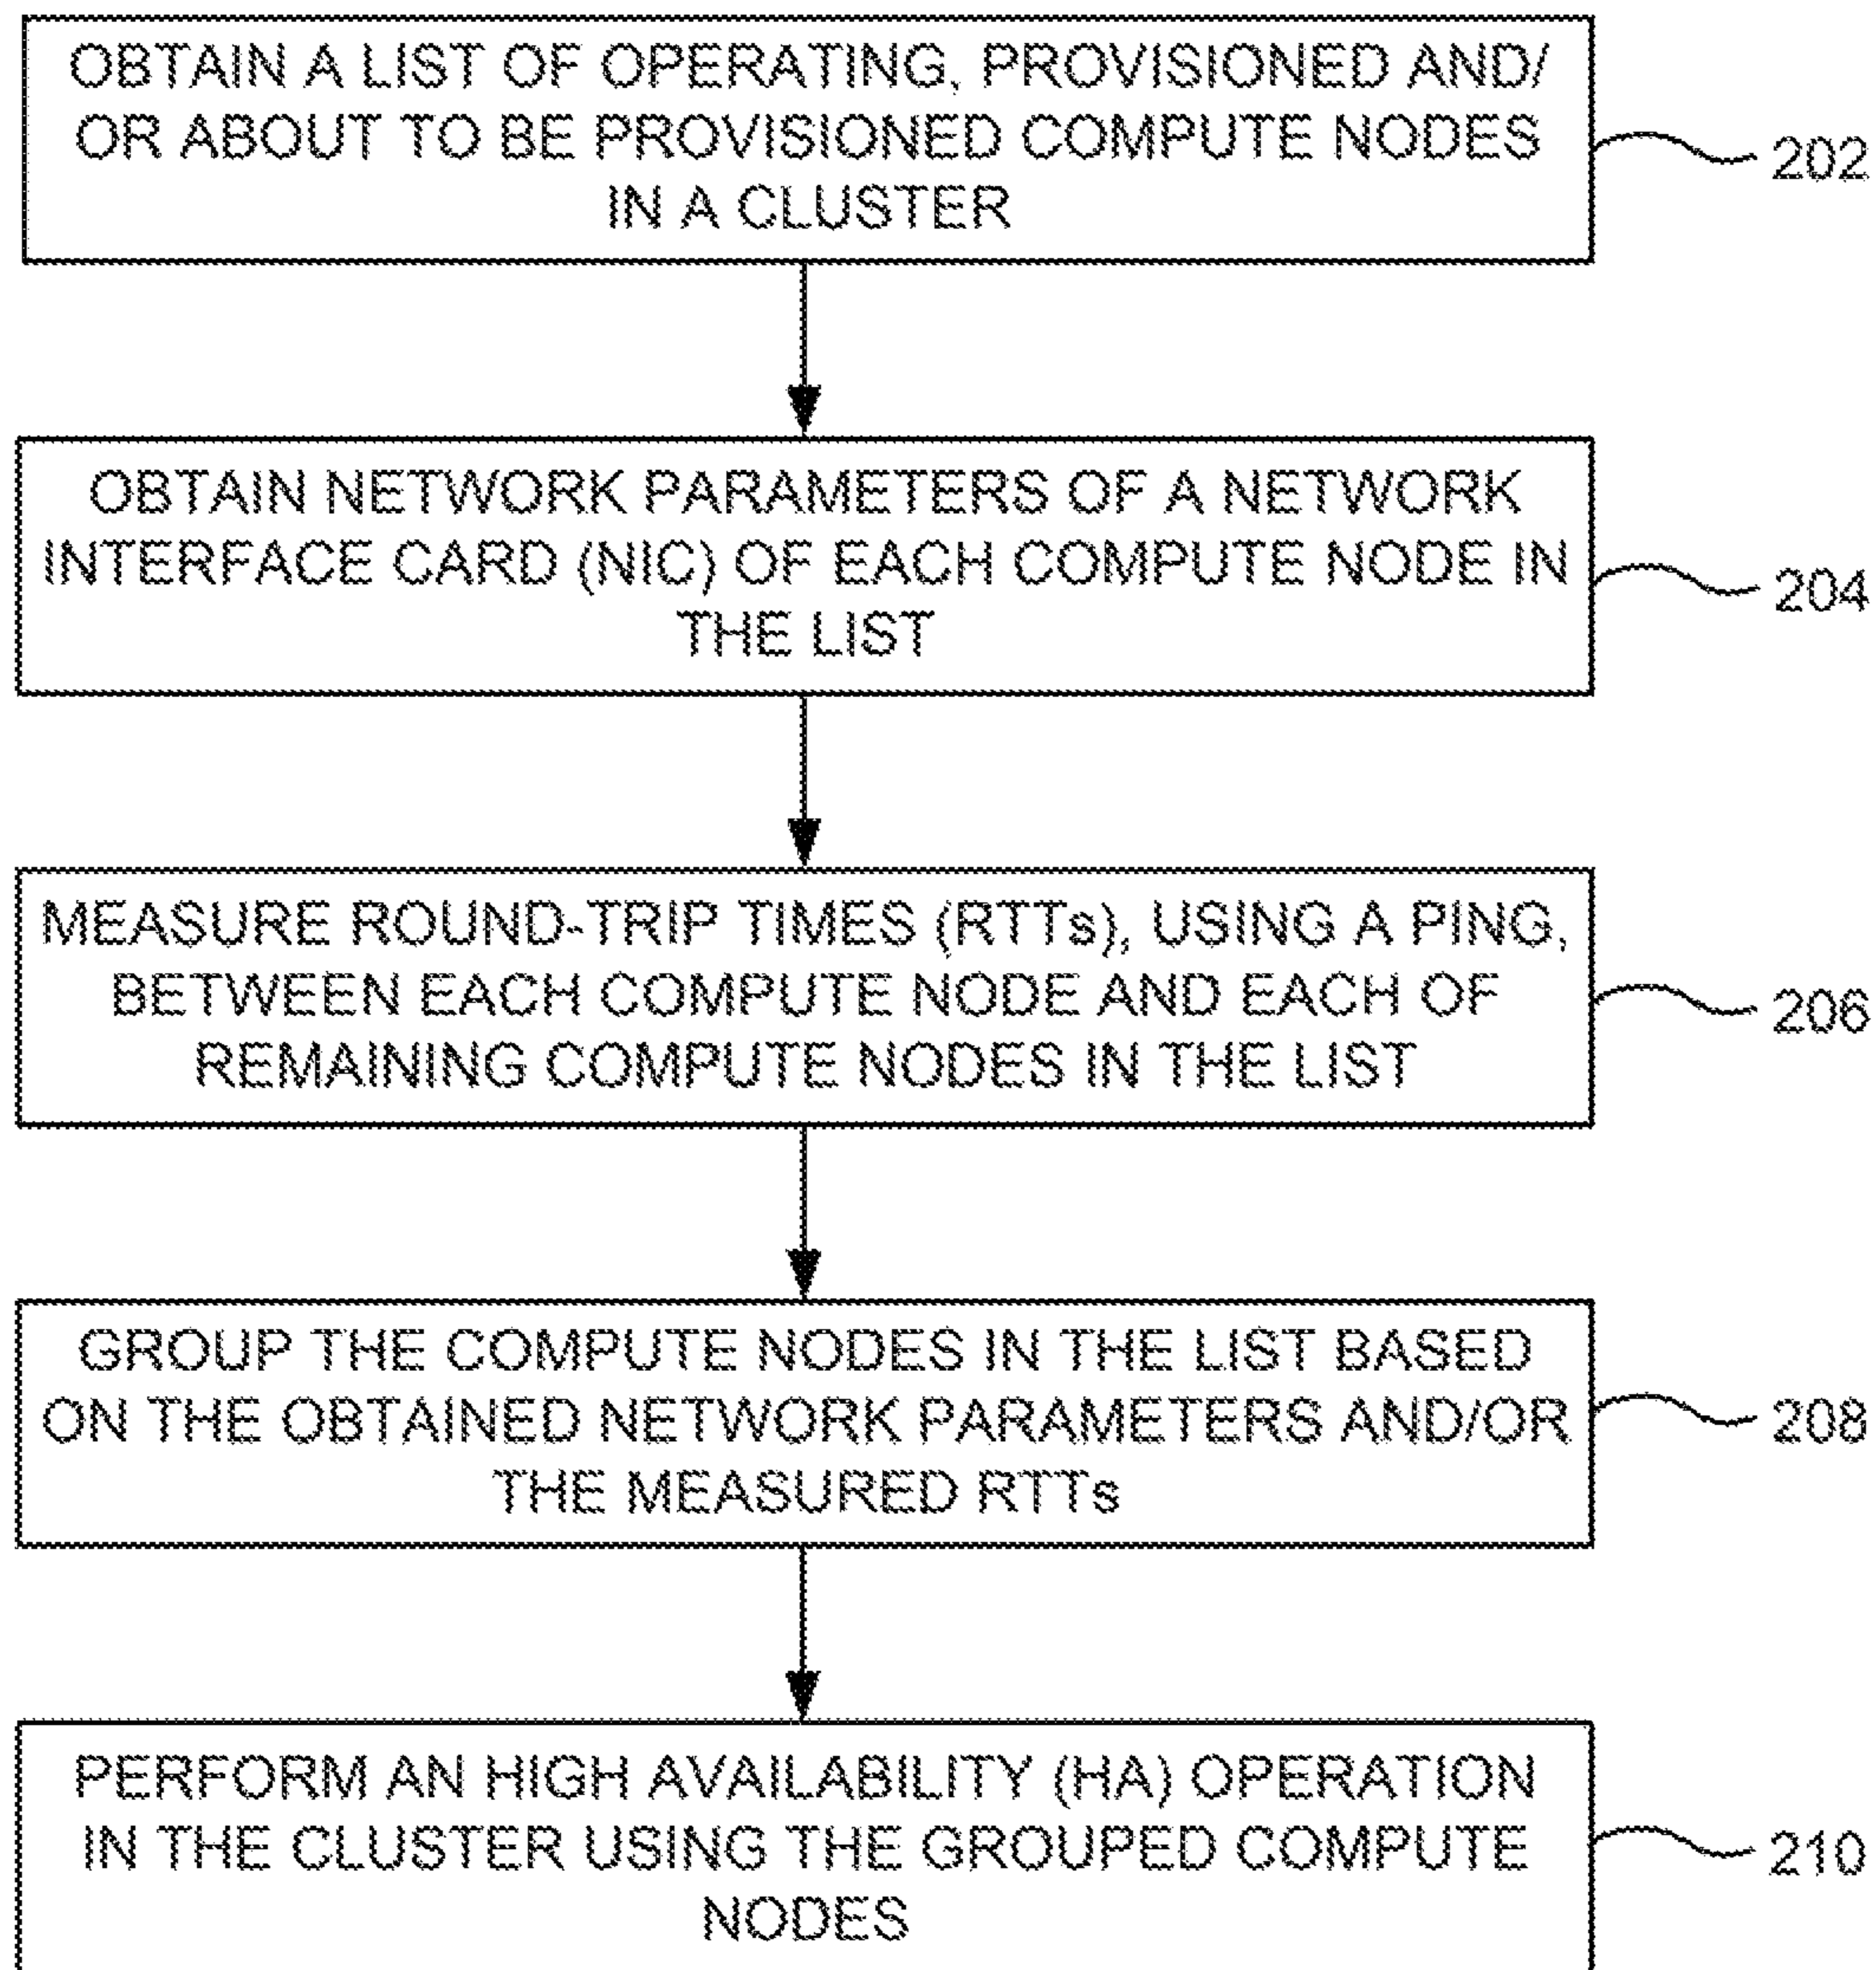 OBTAIN A LIST OF OPERATING, PROVISIONED AND/
OR ABOUT TO BE PROVISIONED COMPUTE NODES
IN A CLUSTER
202
OBTAIN NETWORK PARAMETERS OF A NETWORK
INTERFACE CARD (NIC) OF EACH COMPUTE NODE IN
THE LIST
204
MEASURE ROUND-TRIP TIMES (RTTs), USING A PING,
BETWEEN EACH COMPUTE NODE AND EACH OF
REMAINING COMPUTE NODES IN THE LIST
206
GROUP THE COMPUTE NODES IN THE LIST BASED
ON THE OBTAINED NETWORK PARAMETERS AND/OR
THE MEASURED RTTs
208
PERFORM AN HIGH AVAILABILITY (HA) OPERATION
IN THE CLUSTER USING THE GROUPED COMPUTE
NODES
210